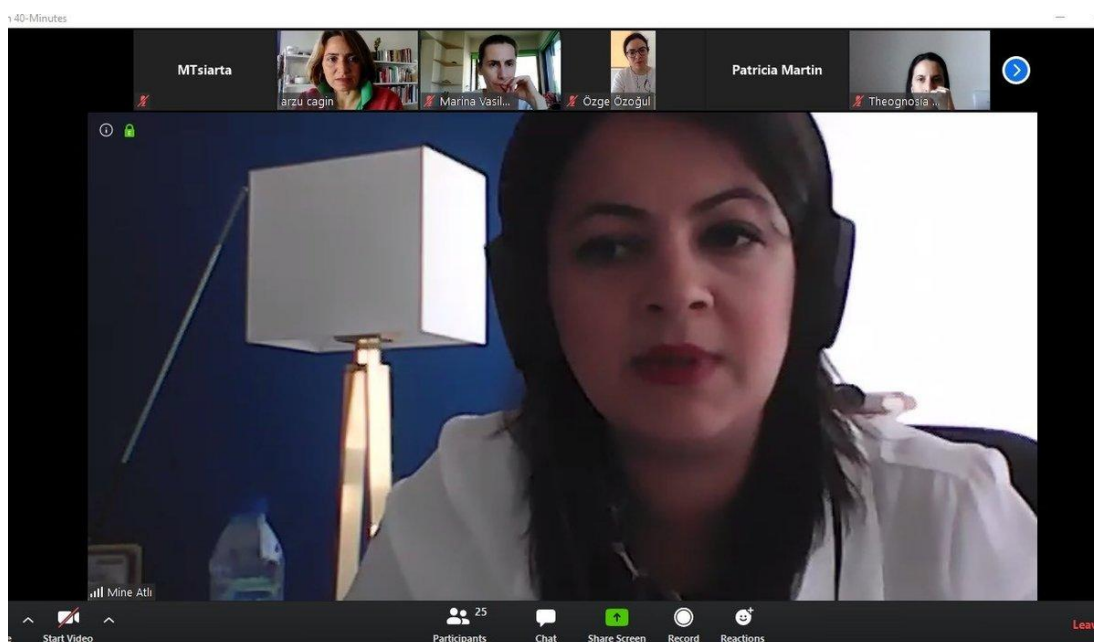 40-Minutes
MTsiarta
arzu cagin
Marina Vasil...
Özge Özoğul
Patricia Martin
Theognosia ...
Mine Atlı
25
Start Video
Participants
Chat
Share Screen
Record
Reactions